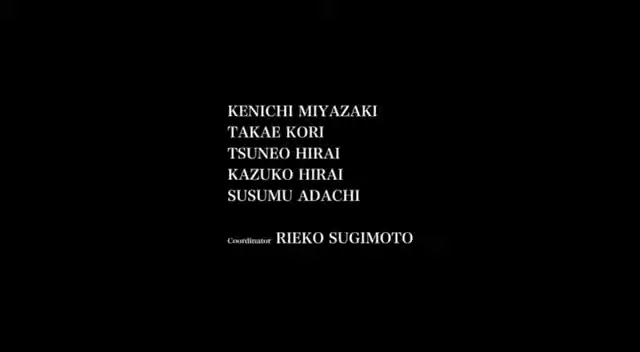 KENICHI MIYAZAKI
TAKAE KORI
TSUNEO HIRAI
KAZUKO HIRAI
SUSUMU ADACHI
Coordinator RIEKO SUGIMOTO